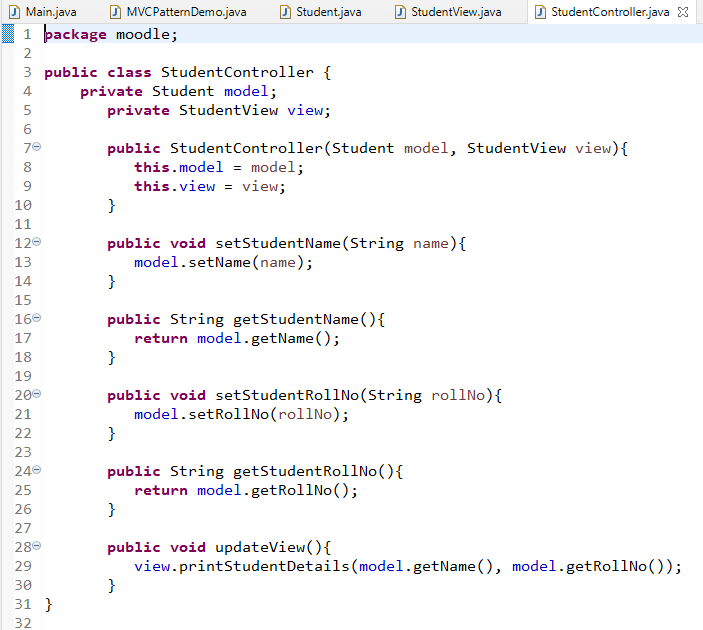 Main.java MVCPatternDemo.java Student.java StudentView.java StudentController.java
1 package moodle;
2
3 public class StudentController {
4 private Student model;
5 private StudentView view;
6
7 public StudentController(Student model, StudentView view){
8 this.model = model;
9 this.view = view;
10 }
11
12 public void setStudentName(String name){
13 model.setName(name);
14 }
15
16 public String getStudentName(){
17 return model.getName();
18 }
19
20 public void setStudentRollNo(String rollNo){
21 model.setRollNo(rollNo);
22 }
23
24 public String getStudentRollNo(){
25 return model.getRollNo();
26 }
27
28 public void updateView(){
29 view.printStudentDetails(model.getName(), model.getRollNo());
30 }
31 }
32